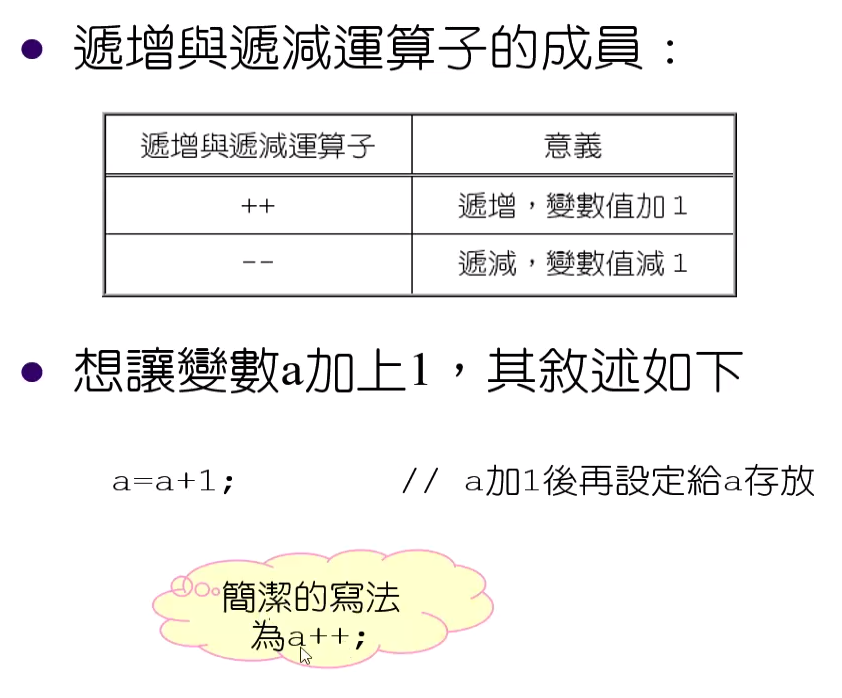 遞增與遞減運算子的成員：
遞增與遞減運算子 意義
++ 遞增，變數值加 1
-- 遞減，變數值減 1
想讓變數a加上1，其敘述如下
a=a+1; // a加1後再設定給a存放
簡潔的寫法
為a++;